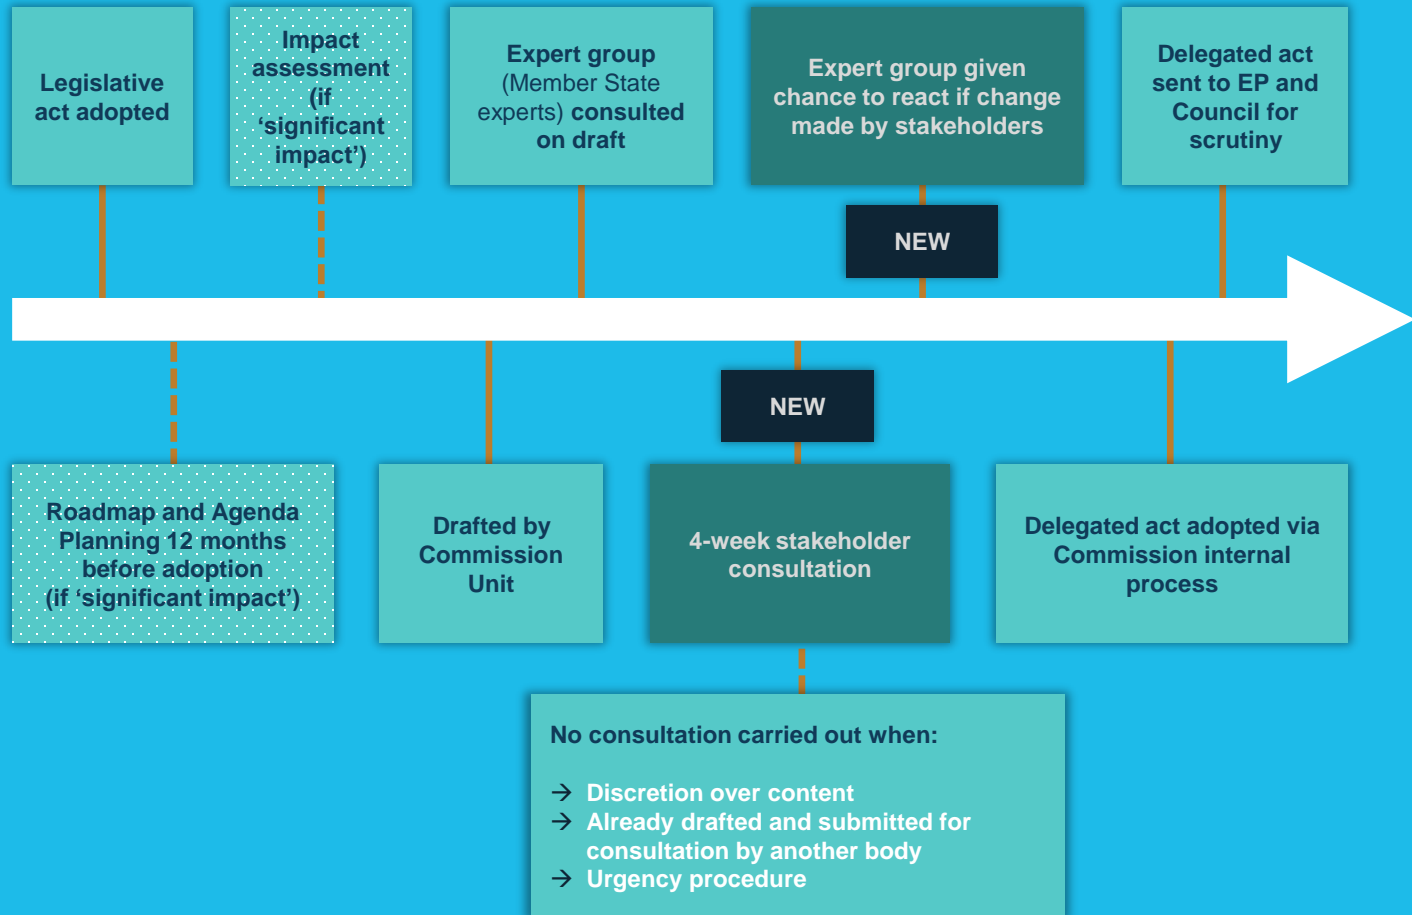 Legislative
act adopted
Impact
assessment
(if
‘significant
impact’)
Expert group
(Member State
experts) consulted
on draft
Expert group given
chance to react if change
made by stakeholders
Delegated act
sent to EP and
Council for
scrutiny
NEW
NEW
Roadmap and Agenda
Planning 12 months
before adoption
(if ‘significant impact’)
Drafted by
Commission
Unit
4-week stakeholder
consultation
Delegated act adopted via
Commission internal
process
No consultation carried out when:
→ Discretion over content
→ Already drafted and submitted for
consultation by another body
→ Urgency procedure